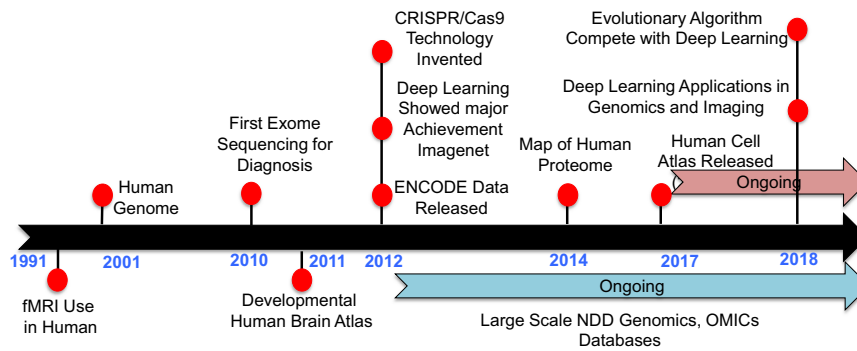 CRISPR/Cas9
Technology
Invented
Evolutionary Algorithm
Compete with Deep Learning
Deep Learning
Showed major
Achievement
Imagenet
Deep Learning Applications in
Genomics and Imaging
First Exome
Sequencing for
Diagnosis
Map of Human
Proteome
Human Cell
Atlas Released
Human
Genome
ENCODE Data
Released
Ongoing
1991
2001
2010
2011
2012
2014
2017
2018
fMRI Use
in Human
Developmental
Human Brain Atlas
Ongoing
Large Scale NDD Genomics, OMICs
Databases